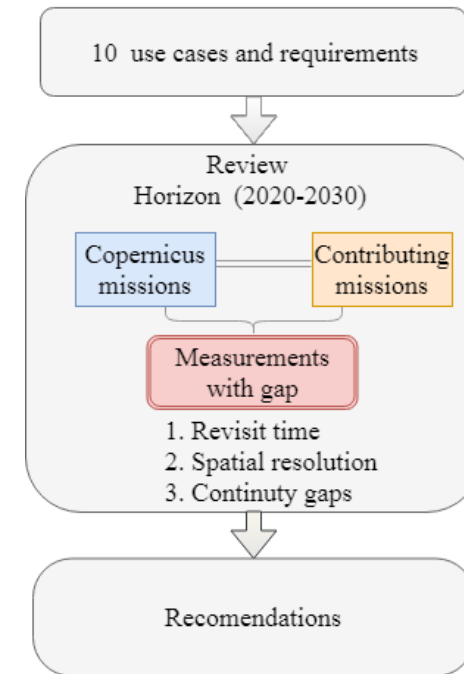 10 use cases and requirements
Review
Horizon (2020-2030)
Copernicus
missions
Contributing
missions
Measurements
with gap
1. Revisit time
2. Spatial resolution
3. Continuty gaps
Recomendations